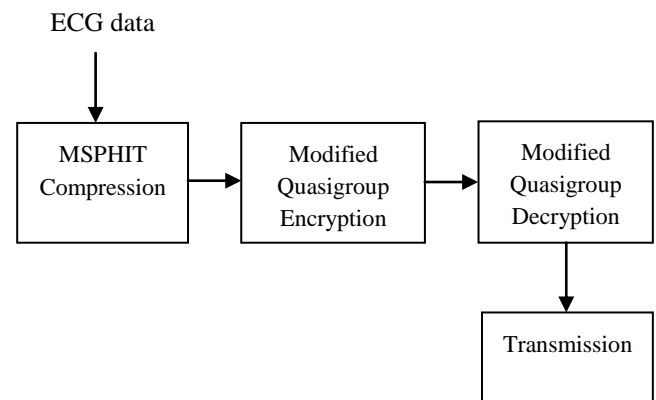 ECG data
MSPHIT
Compression
Modified
Quasigroup
Encryption
Modified
Quasigroup
Decryption
Transmission